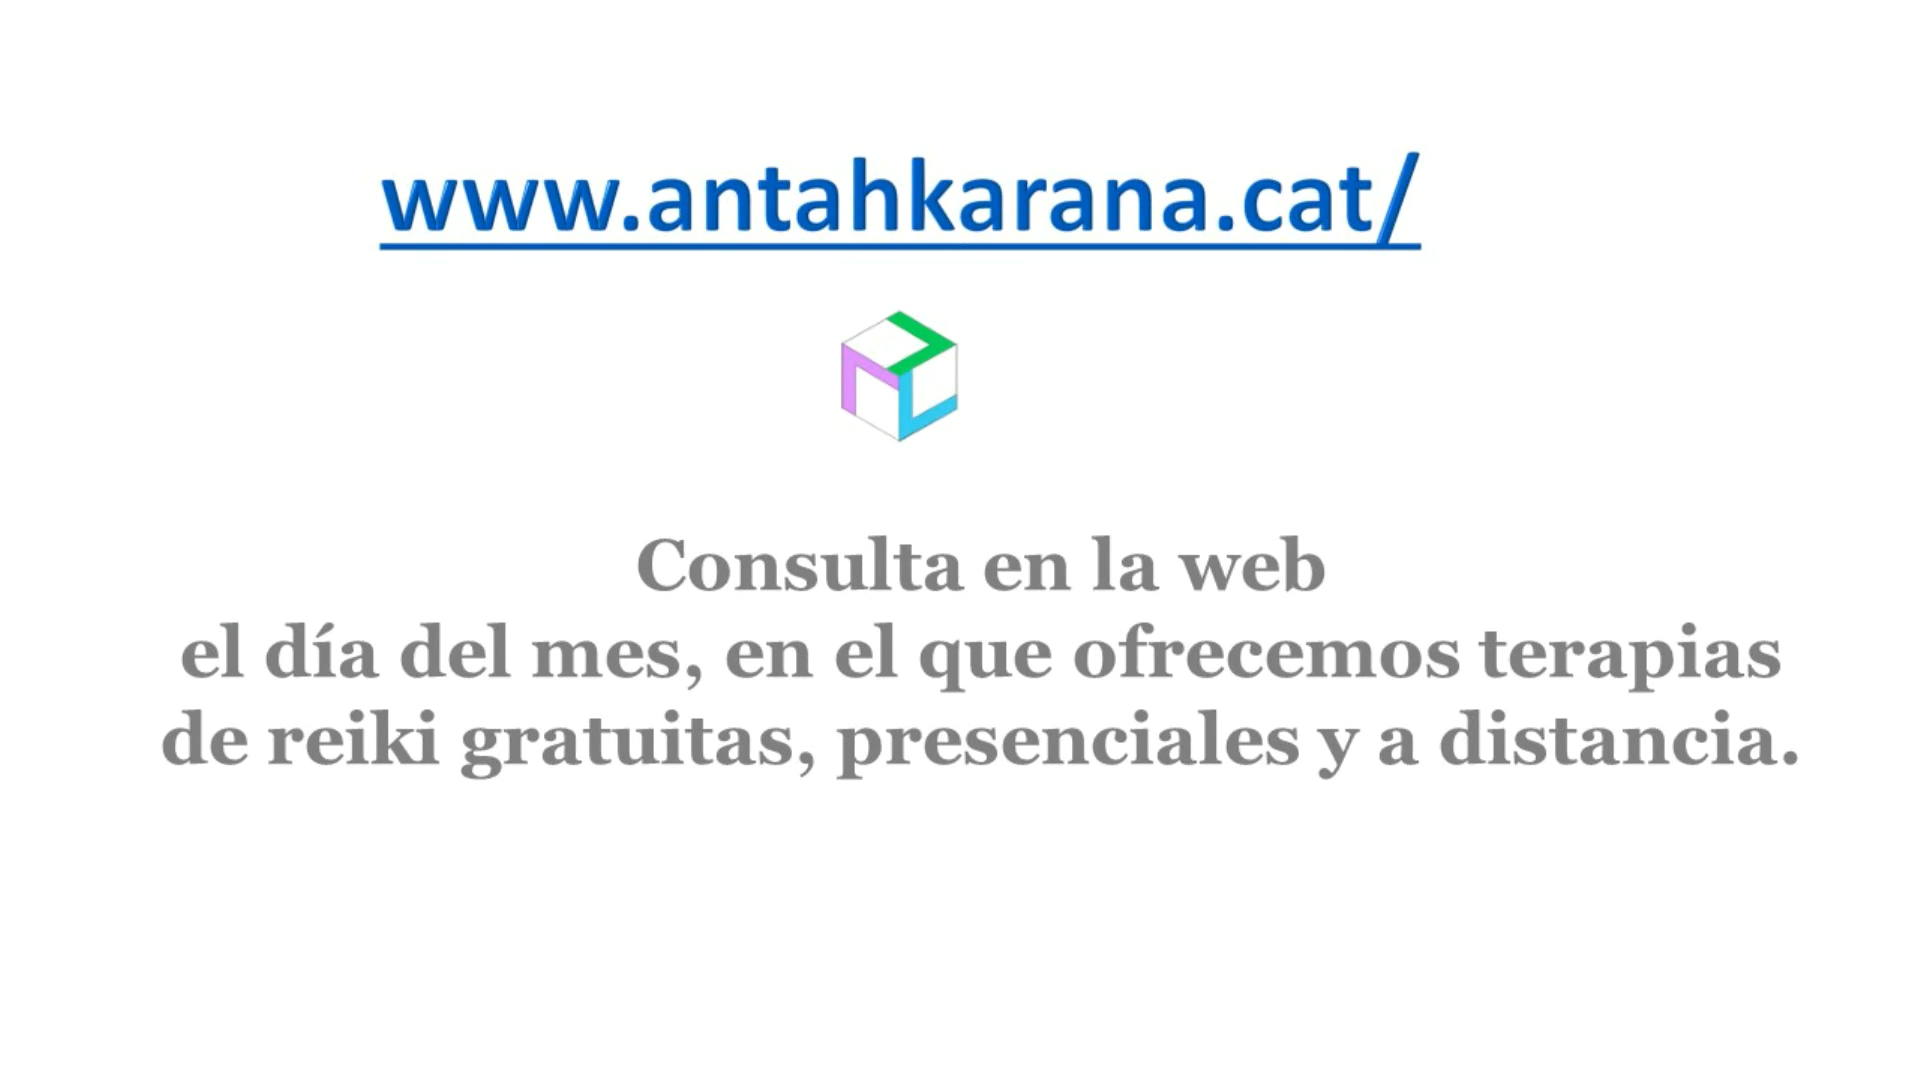 www.antahkarana.cat/
Consulta en la web
el día del mes, en el que ofrecemos terapias
de reiki gratuitas, presenciales y a distancia.